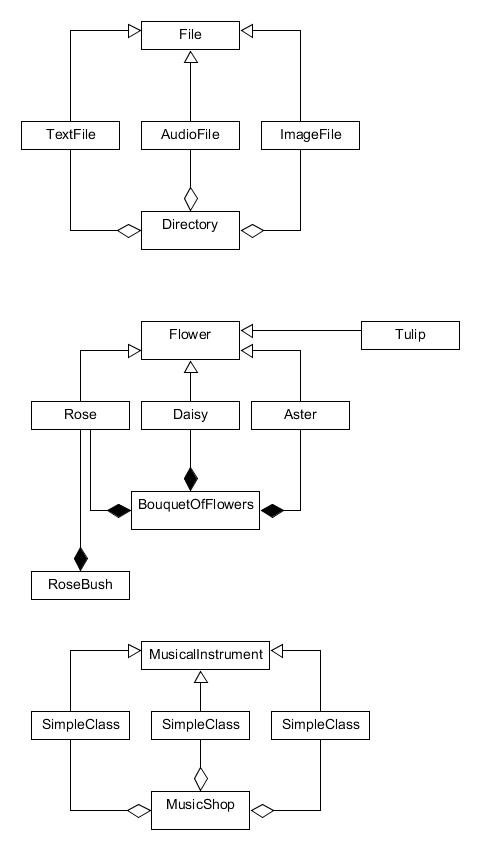 File
TextFile
AudioFile
ImageFile
Directory
Flower
Tulip
Rose
Daisy
Aster
BouquetOfFlowers
RoseBush
MusicalInstrument
SimpleClass
SimpleClass
SimpleClass
MusicShop